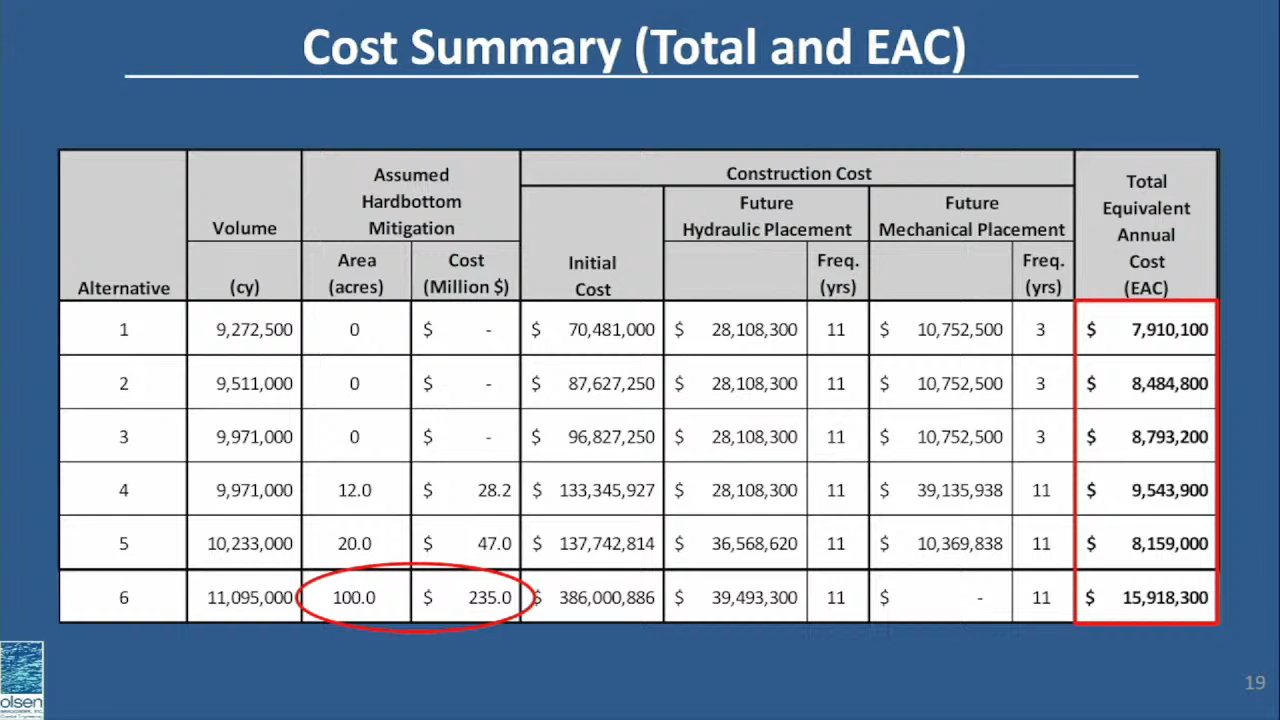 Cost Summary (Total and EAC)
Alternative
Volume
(cy)
Assumed
Hardbottom
Mitigation
Area
(acres)
Cost
(Million $)
Construction Cost
Initial
Cost
Future
Hydraulic Placement
Freq.
(yrs)
Future
Mechanical Placement
Freq.
(yrs)
Total
Equivalent
Annual
Cost
(EAC)
1 9,272,500 0 $ - $ 70,481,000 $ 28,108,300 11 $ 10,752,500 3 $ 7,910,100
2 9,511,000 0 $ - $ 87,627,250 $ 28,108,300 11 $ 10,752,500 3 $ 8,484,800
3 9,971,000 0 $ - $ 96,827,250 $ 28,108,300 11 $ 10,752,500 3 $ 8,793,200
4 9,971,000 12.0 $ 28.2 $ 133,345,927 $ 28,108,300 11 $ 39,135,938 11 $ 9,543,900
5 10,233,000 20.0 $ 47.0 $ 137,742,814 $ 36,568,620 11 $ 10,369,838 11 $ 8,159,000
6 11,095,000 100.0 $ 235.0 $ 386,000,886 $ 39,493,300 11 $ - 11 $ 15,918,300
olsen
19